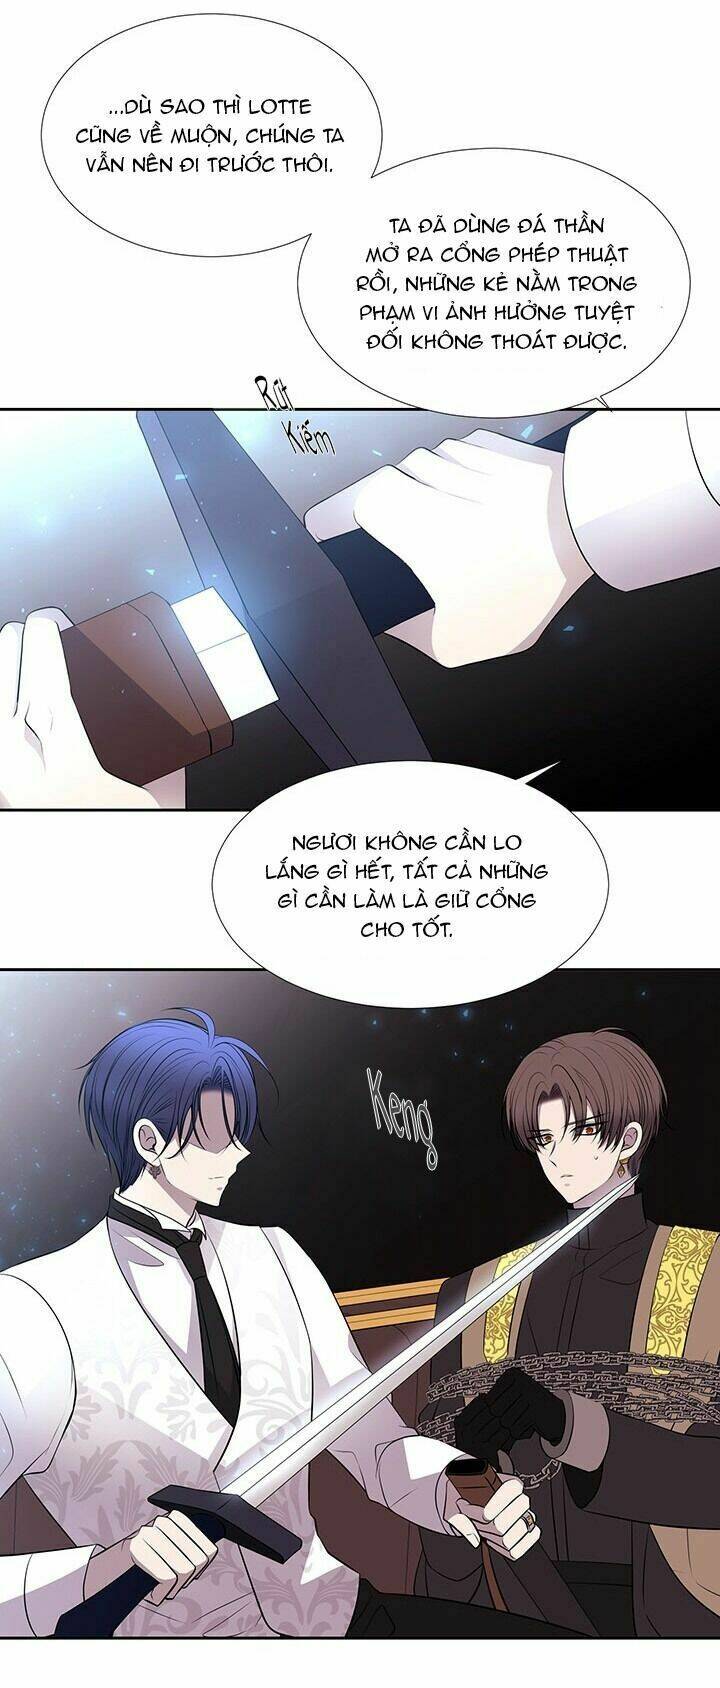 ...DÙ SAO THÌ LOTTE
CŨNG VỀ MUỘN, CHÚNG TA
VẪN NÊN ĐI TRƯỚC THÔI.
TA ĐÃ DÙNG ĐÁ THẦN
MỞ RA CỔNG PHÉP THUẬT
RỒI, NHỮNG KẺ NẰM TRONG
PHẠM VI ẢNH HƯỞNG TUYỆT
ĐỐI KHÔNG THOÁT ĐƯỢC.
Rút
Kiếm
NGƯƠI KHÔNG CẦN LO
LẮNG GÌ HẾT, TẤT CẢ NHỮNG
GÌ CẦN LÀM LÀ GIỮ CỔNG
CHO TỐT.
Keng